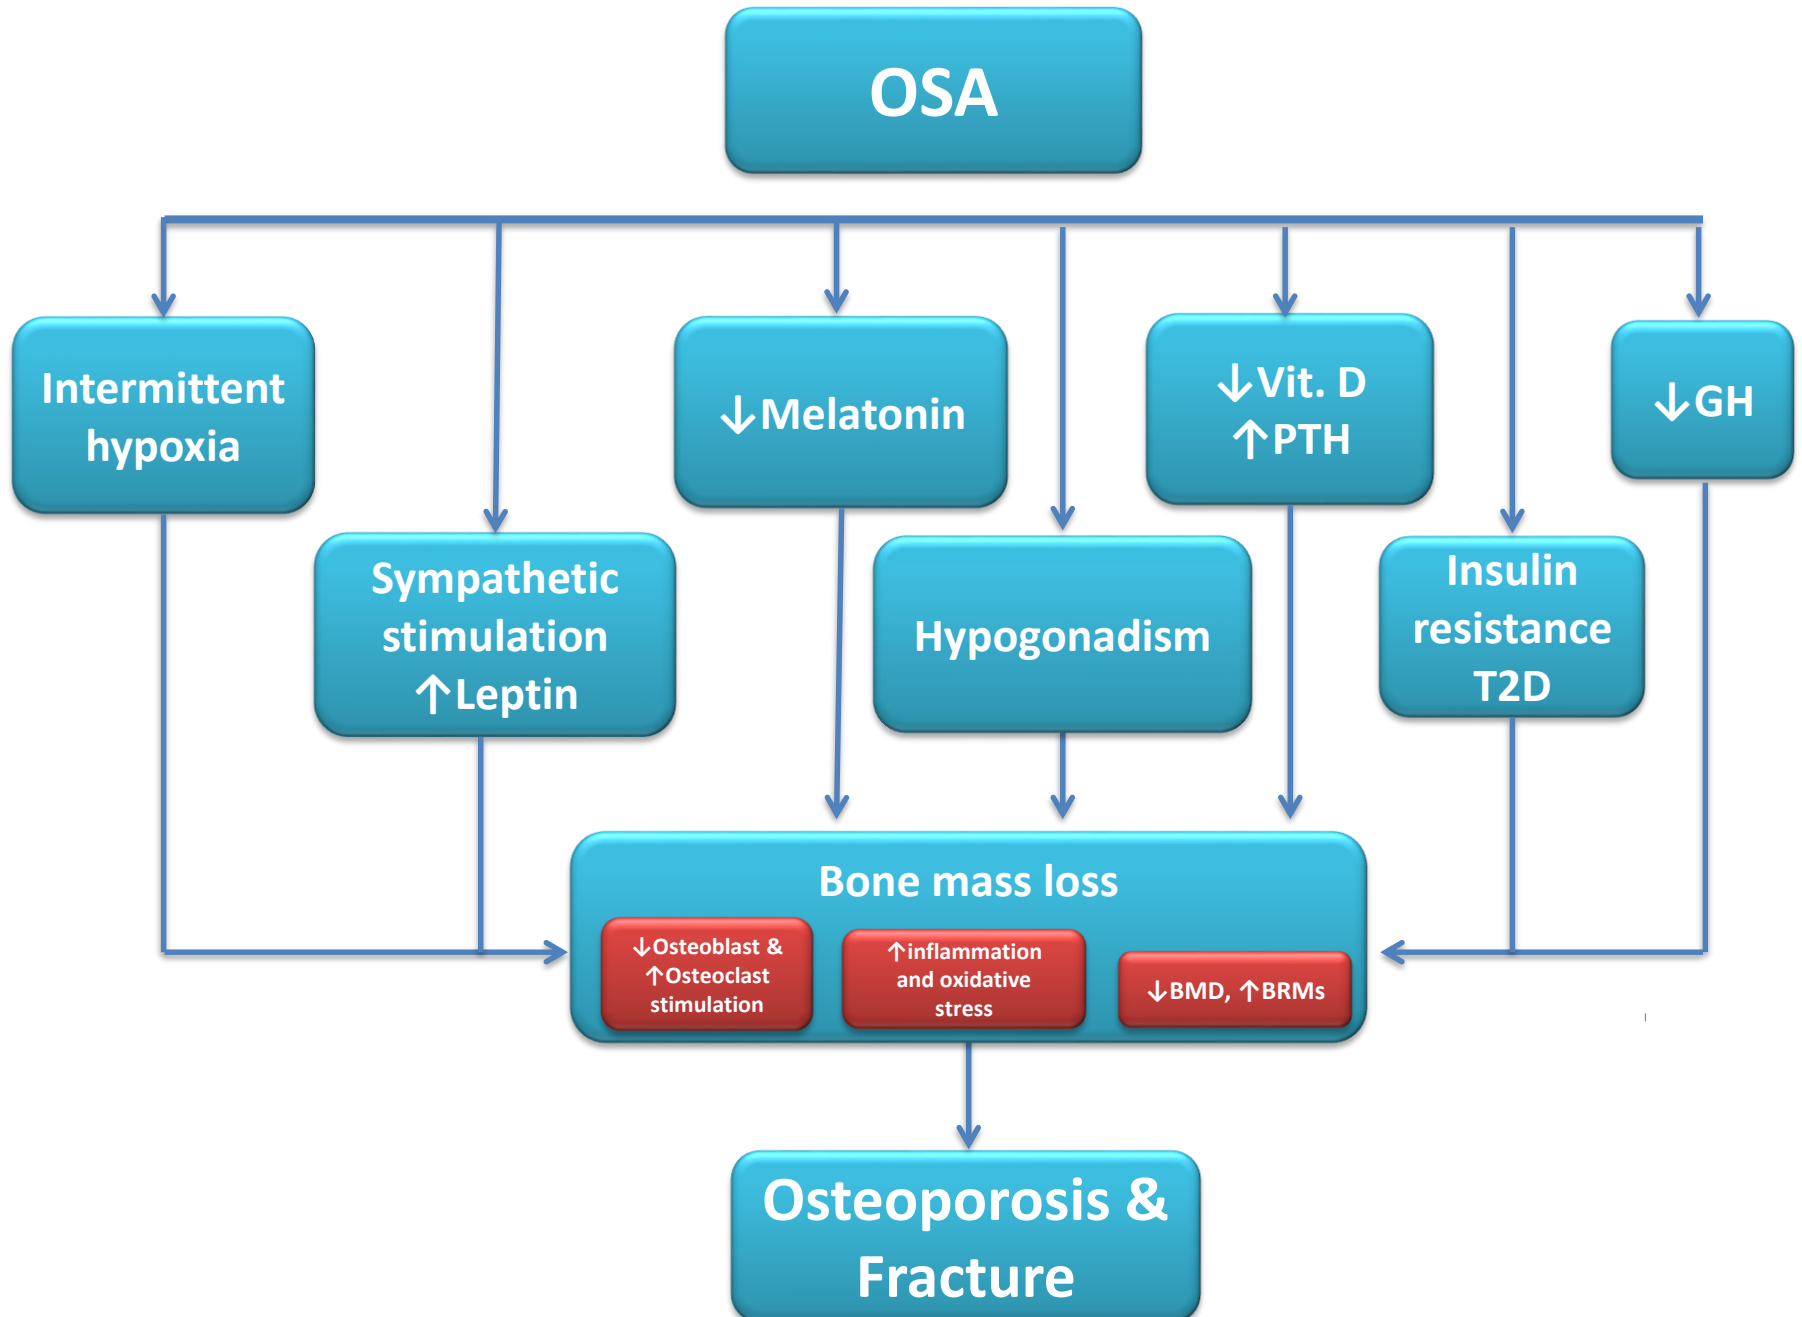 OSA
Intermittent
hypoxia
Sympathetic
stimulation
↑Leptin
↓Melatonin
Hypogonadism
↓Vit. D
↑PTH
Insulin
resistance
T2D
↓GH
Bone mass loss
↓Osteoblast &
↑Osteoclast
stimulation
↑inflammation
and oxidative
stress
↓BMD, ↑BRMs
Osteoporosis &
Fracture